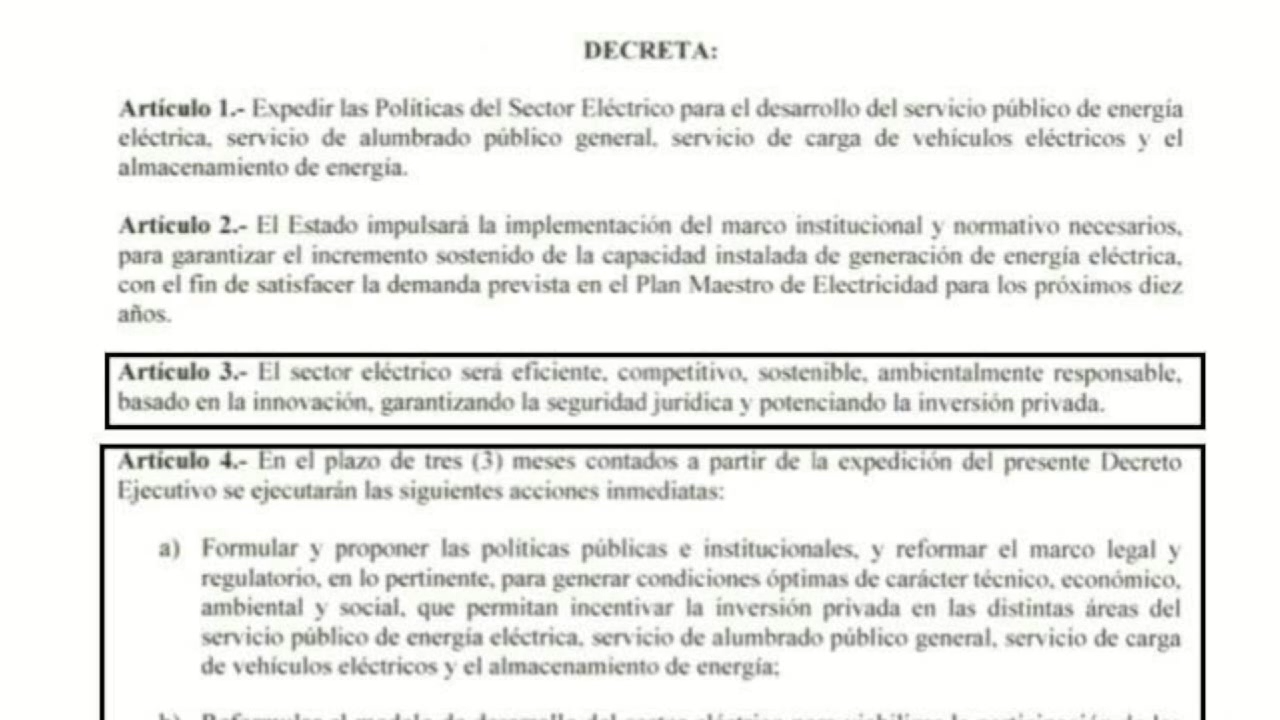 DECRETA:
Artículo 1.- Expedir las Políticas del Sector Eléctrico para el desarrollo del servicio público de energía
eléctrica, servicio de alumbrado público general, servicio de carga de vehículos eléctricos y el
almacenamiento de energía.
Artículo 2.- El Estado impulsará la implementación del marco institucional y normativo necesarios,
para garantizar el incremento sostenido de la capacidad instalada de generación de energía eléctrica,
con el fin de satisfacer la demanda prevista en el Plan Maestro de Electricidad para los próximos diez
años.
Artículo 3.- El sector eléctrico será eficiente, competitivo, sostenible, ambientalmente responsable,
basado en la innovación, garantizando la seguridad jurídica y potenciando la inversión privada.
Artículo 4.- En el plazo de tres (3) meses contados a partir de la expedición del presente Decreto
Ejecutivo se ejecutarán las siguientes acciones inmediatas:
a) Formular y proponer las políticas públicas e institucionales, y reformar el marco legal y
regulatorio, en lo pertinente, para generar condiciones óptimas de carácter técnico, económico,
ambiental y social, que permitan incentivar la inversión privada en las distintas áreas del
servicio público de energía eléctrica, servicio de alumbrado público general, servicio de carga
de vehículos eléctricos y el almacenamiento de energía;